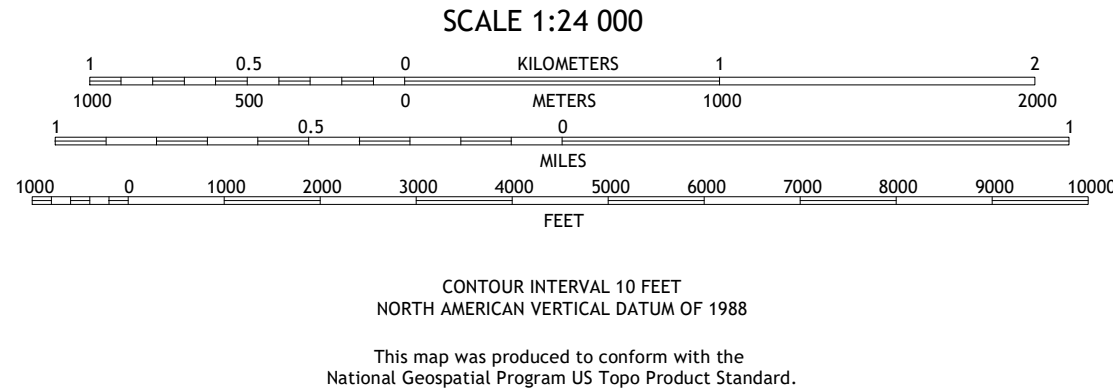 SCALE 1:24 000
1 0.5 0 KILOMETERS 1 2
1000 500 0 METERS 1000 2000
1 0.5 0 1
MILES
1000 0 1000 2000 3000 4000 5000 6000 7000 8000 9000 10000
FEET
CONTOUR INTERVAL 10 FEET
NORTH AMERICAN VERTICAL DATUM OF 1988
This map was produced to conform with the
National Geospatial Program US Topo Product Standard.